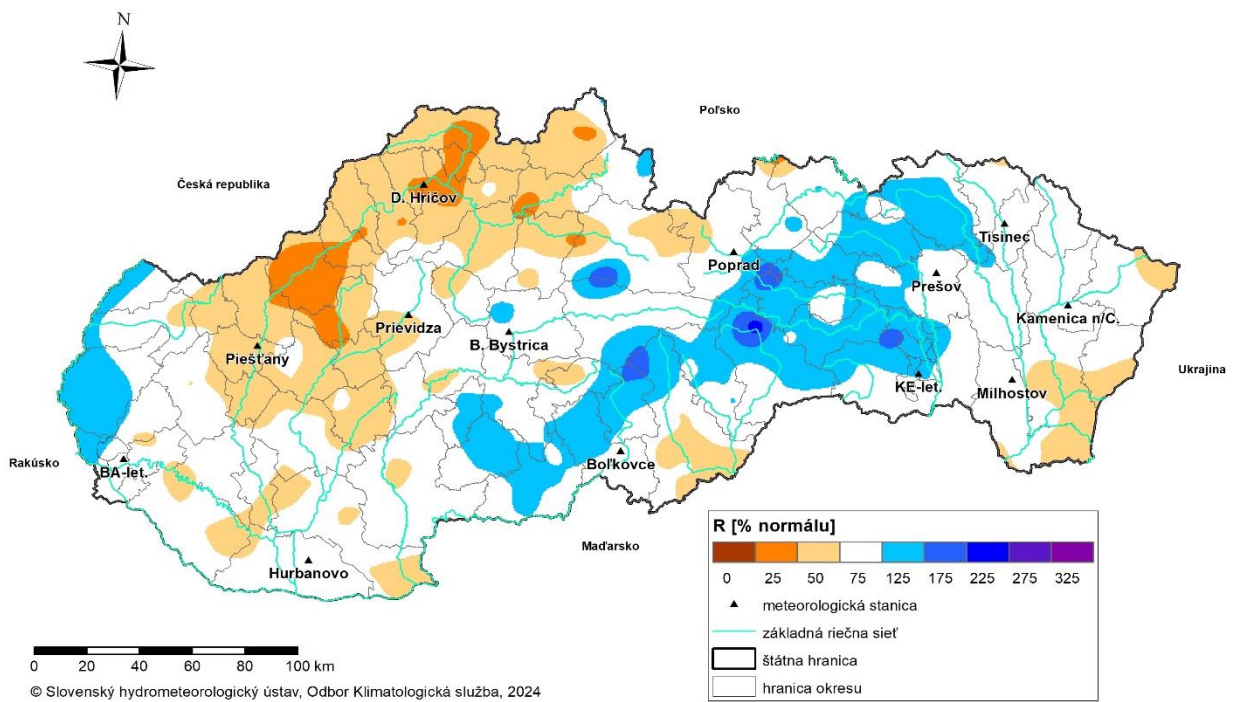 N
Poľsko
Česká republika
D. Hričov
Tisinec
Poprad
Prešov
Kamenica n/C.
Prievidza
B. Bystrica
Piešťany
Ukrajina
KE-let.
Milhostov
Rakúsko
BA-let.
Boľkovce
Maďarsko
Hurbanovo
R [% normálu]
0 25 50 75 125 175 225 275 325
meteorologická stanica
základná riečna sieť
štátna hranica
hranica okresu
0 20 40 60 80 100 km
© Slovenský hydrometeorologický ústav, Odbor Klimatologická služba, 2024